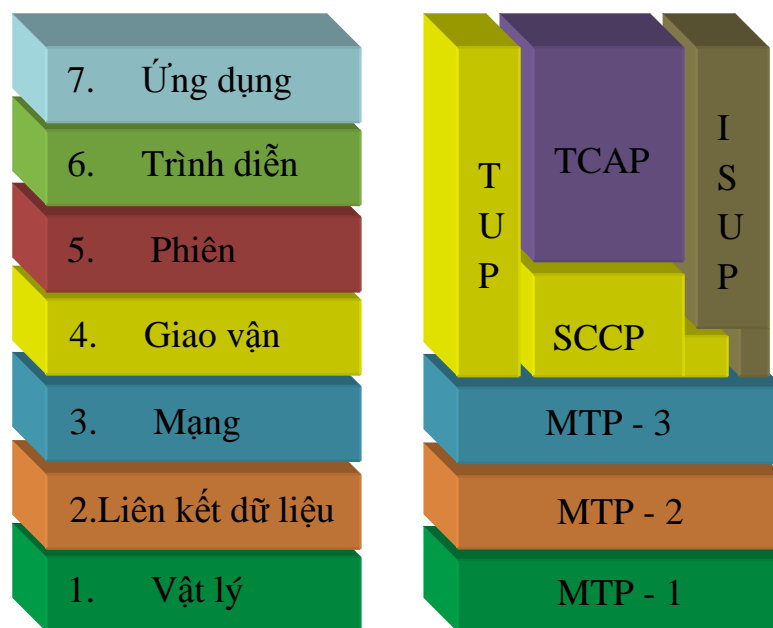 7. Ứng dụng
6. Trình diễn
5. Phiên
4. Giao vận
3. Mạng
2.Liên kết dữ liệu
1. Vật lý
T
U
P
TCAP
SCCP
I
S
U
P
MTP - 3
MTP - 2
MTP - 1